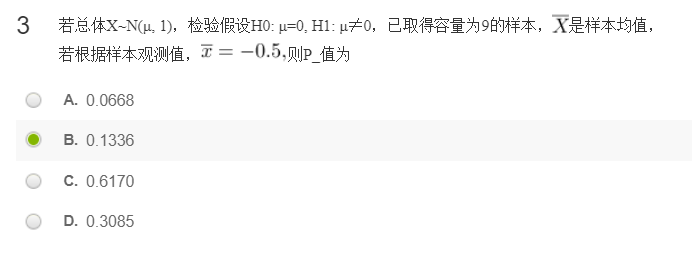 3 若总体X~N(μ, 1)，检验假设H0: μ=0, H1: μ≠0，已取得容量为9的样本，X̅是样本均值，
若根据样本观测值，x̅ = −0.5,则P_值为
A. 0.0668
B. 0.1336
C. 0.6170
D. 0.3085